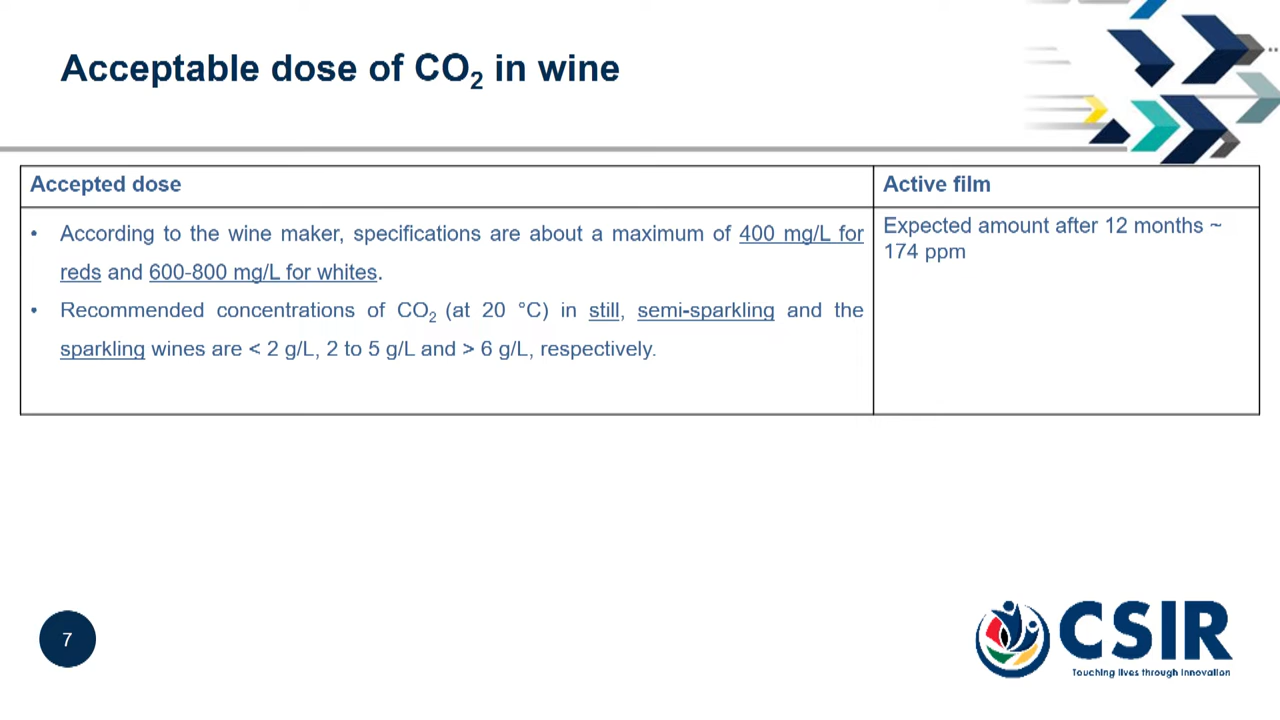 Acceptable dose of CO2 in wine
Accepted dose
Active film
• According to the wine maker, specifications are about a maximum of 400 mg/L for
reds and 600-800 mg/L for whites.
• Recommended concentrations of CO2 (at 20 °C) in still, semi-sparkling and the
sparkling wines are < 2 g/L, 2 to 5 g/L and > 6 g/L, respectively.
Expected amount after 12 months ~
174 ppm
7
CSIR
Touching lives through innovation